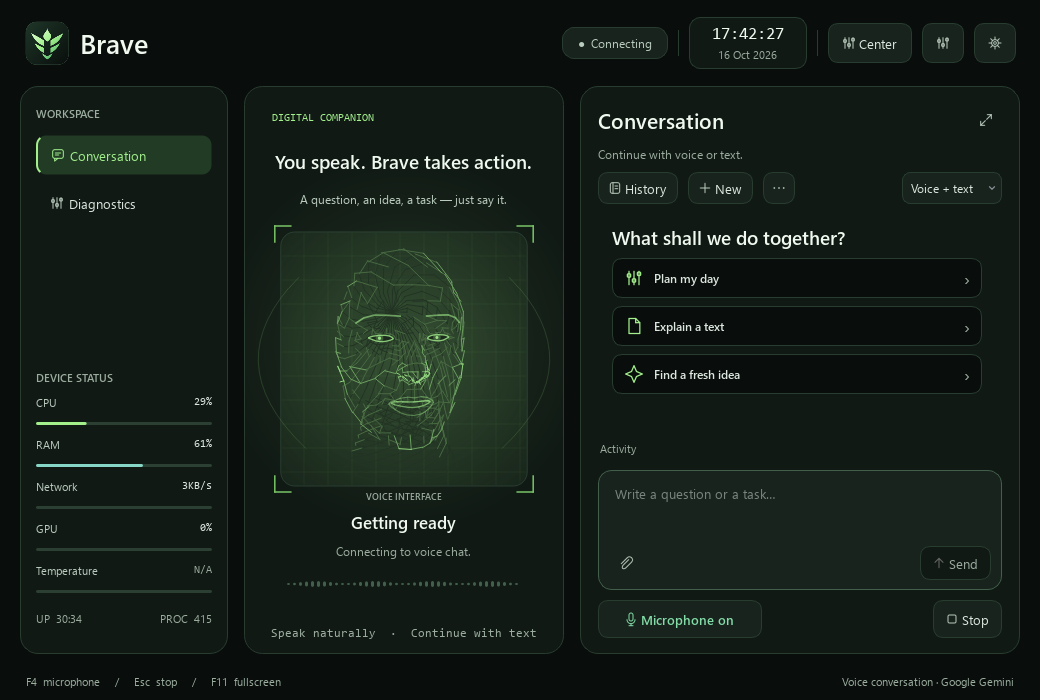 Brave
● Connecting
17:42:27
16 Oct 2026
Center
WORKSPACE
Conversation
Diagnostics
DEVICE STATUS
CPU 29%
RAM 61%
Network 3KB/s
GPU 0%
Temperature N/A
UP 30:34 PROC 415
DIGITAL COMPANION
You speak. Brave takes action.
A question, an idea, a task — just say it.
VOICE INTERFACE
Getting ready
Connecting to voice chat.
Speak naturally · Continue with text
Conversation
Continue with voice or text.
History
New
···
Voice + text
What shall we do together?
Plan my day ›
Explain a text ›
Find a fresh idea ›
Activity
Write a question or a task...
Send
Microphone on
Stop
F4 microphone / Esc stop / F11 fullscreen
Voice conversation · Google Gemini